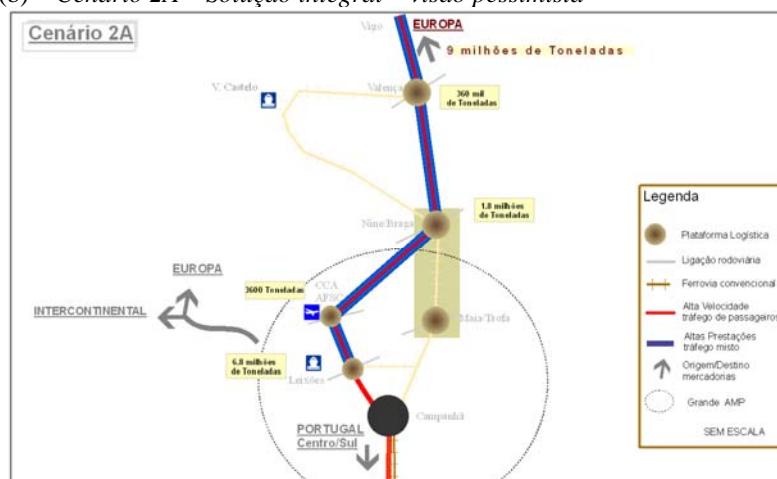 (b) Cenário 2A – Solução integral – visão pessimista
Cenário 2A
Vigo
EUROPA
9 milhões de Toneladas
V. Castelo
Valença
360 mil
de Toneladas
1.8 milhões
de Toneladas
Nine/Braga
EUROPA
INTERCONTINENTAL
3600 Toneladas
CCA
AFSC
Maia/Trofa
6.8 milhões
de Toneladas
Leixões
Campanhã
PORTUGAL
Centro/Sul
Legenda
Plataforma Logística
Ligação rodoviária
Ferrovia convencional
Alta Velocidade
tráfego de passageiros
Altas Prestações
tráfego misto
Origem/Destino
mercadorias
Grande AMP
SEM ESCALA